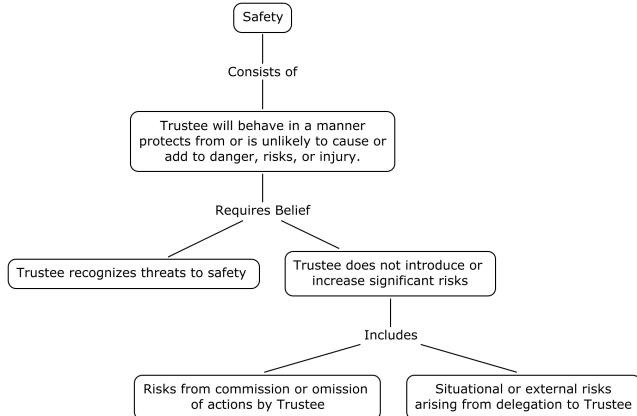 Safety
Consists of
Trustee will behave in a manner
protects from or is unlikely to cause or
add to danger, risks, or injury.
Requires Belief
Trustee recognizes threats to safety
Trustee does not introduce or
increase significant risks
Includes
Risks from commission or omission
of actions by Trustee
Situational or external risks
arising from delegation to Trustee